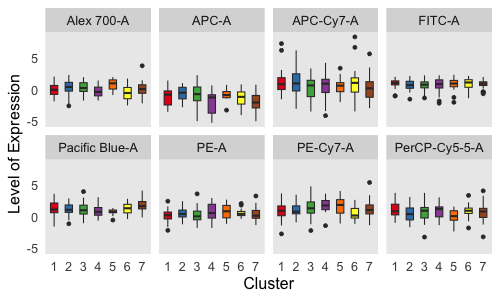 Alex 700-A APC-A APC-Cy7-A FITC-A
5
0
-5
Level of Expression
Pacific Blue-A PE-A PE-Cy7-A PerCP-Cy5-5-A
5
0
-5
1 2 3 4 5 6 7 1 2 3 4 5 6 7 1 2 3 4 5 6 7 1 2 3 4 5 6 7
Cluster